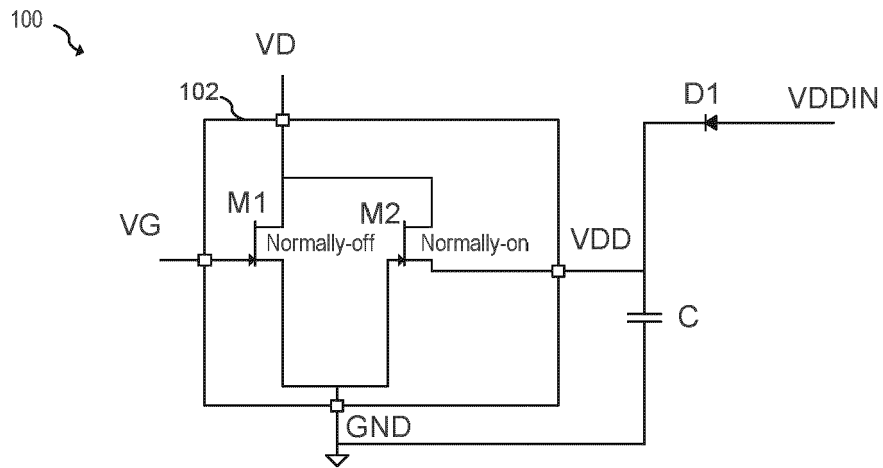 100
VD
102
D1
VDDIN
M1
M2
VG
Normally-off
Normally-on
VDD
C
GND